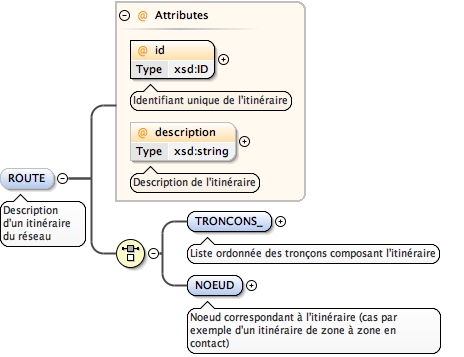 @ Attributes
@ id
Type xsd:ID
Identifiant unique de l'itinéraire
@ description
Type xsd:string
Description de l'itinéraire
ROUTE
Description
d'un itinéraire
du réseau
TRONCONS_
Liste ordonnée des tronçons composant l'itinéraire
NOEUD
Noeud correspondant à l'itinéraire (cas par
exemple d'un itinéraire de zone à zone en
contact)